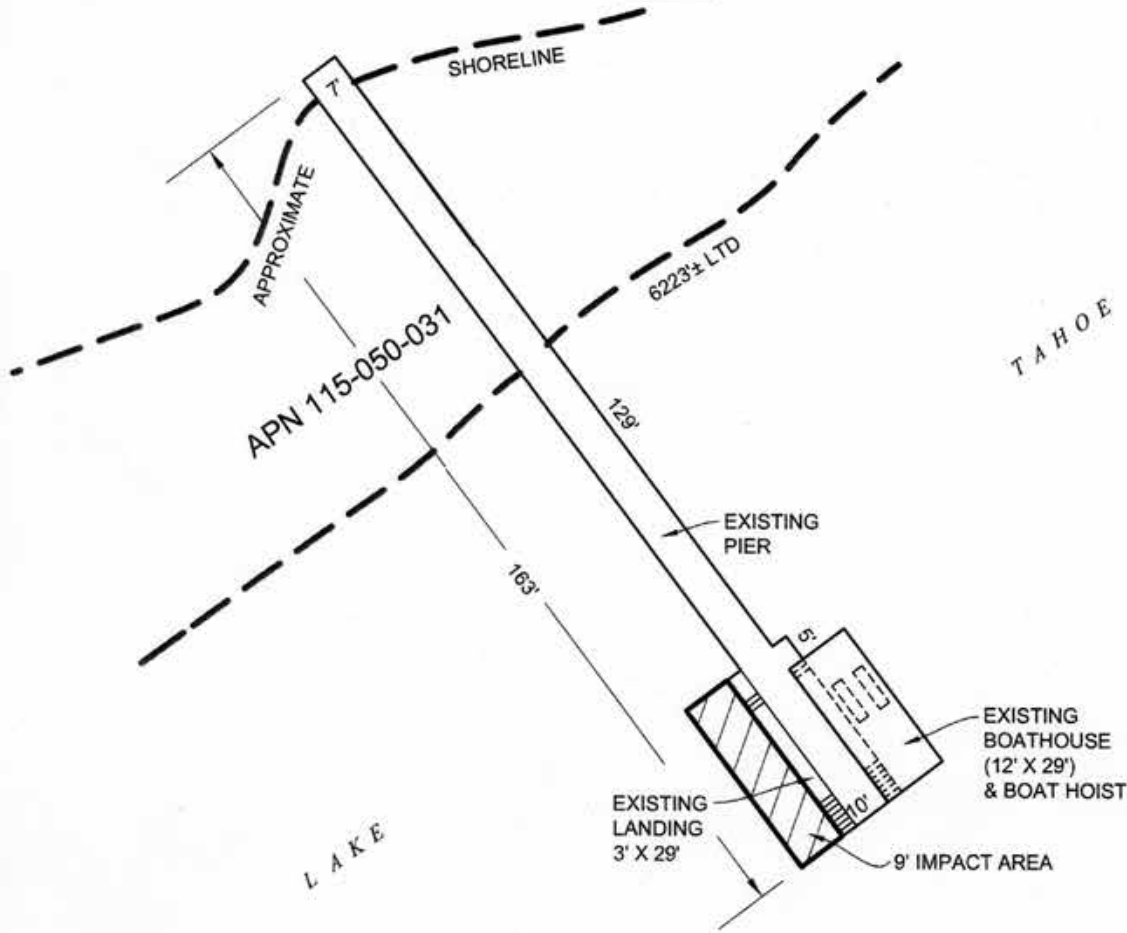 SHORELINE
7'
APPROXIMATE
6223'± LTD
TAHOE
APN 115-050-031
129'
EXISTING
PIER
163'
5'
EXISTING
BOATHOUSE
(12' X 29')
& BOAT HOIST
EXISTING
LANDING
3' X 29'
10'
9' IMPACT AREA
LAKE